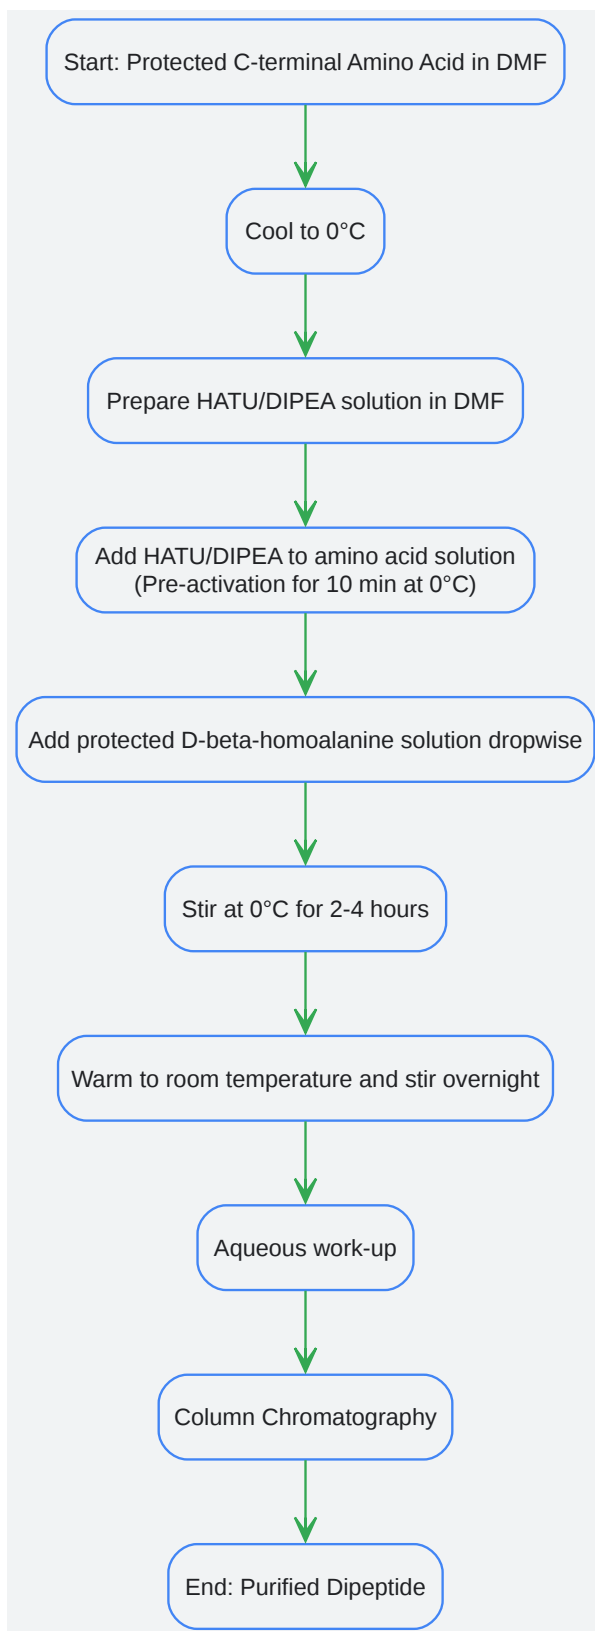 Start: Protected C-terminal Amino Acid in DMF
Cool to 0°C
Prepare HATU/DIPEA solution in DMF
Add HATU/DIPEA to amino acid solution
(Pre-activation for 10 min at 0°C)
Add protected D-beta-homoalanine solution dropwise
Stir at 0°C for 2-4 hours
Warm to room temperature and stir overnight
Aqueous work-up
Column Chromatography
End: Purified Dipeptide